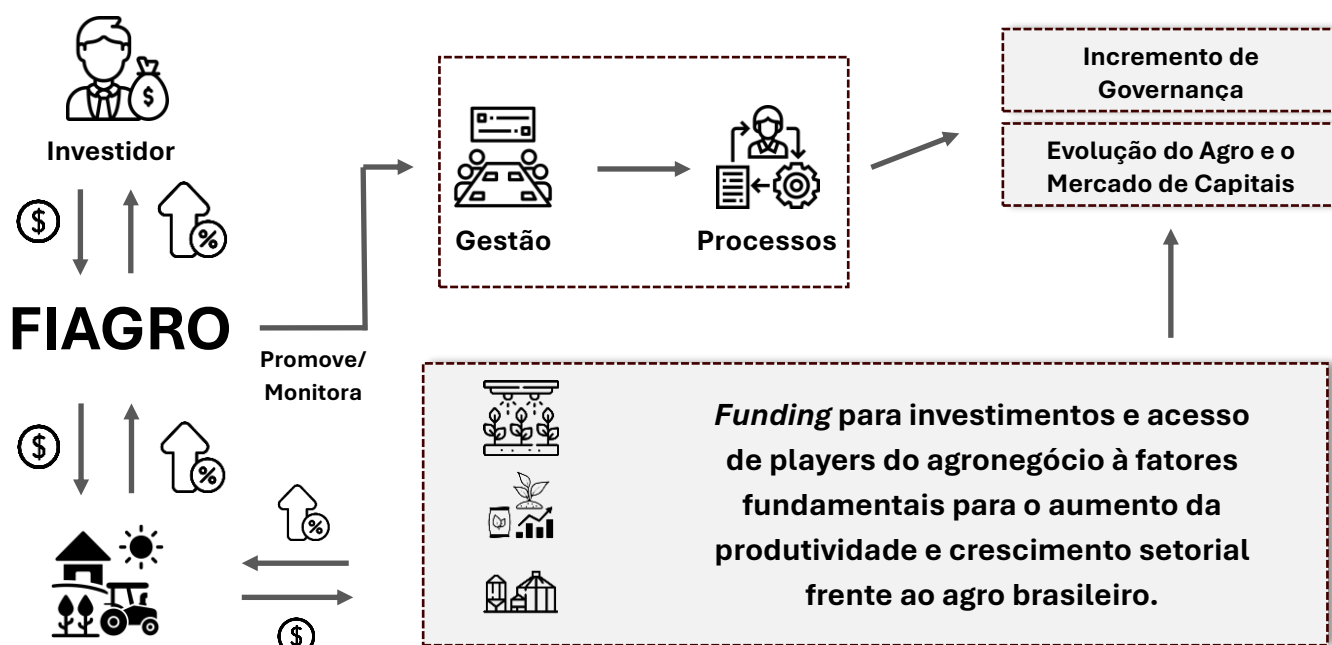 Investidor
$
%
FIAGRO
Promove/
Monitora
$
%
%
$
$
Gestão
Processos
Incremento de
Governança
Evolução do Agro e o
Mercado de Capitais
Funding para investimentos e acesso
de players do agronegócio à fatores
fundamentais para o aumento da
produtividade e crescimento setorial
frente ao agro brasileiro.